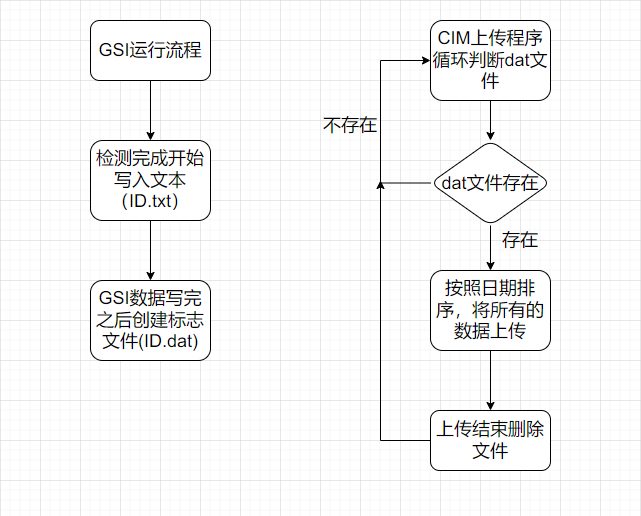 GSI运行流程
检测完成开始
写入文本
（ID.txt）
GSI数据写完
之后创建标志
文件(ID.dat)
CIM上传程序
循环判断dat文
件
不存在
dat文件存在
存在
按照日期排
序，将所有的
数据上传
上传结束删除
文件